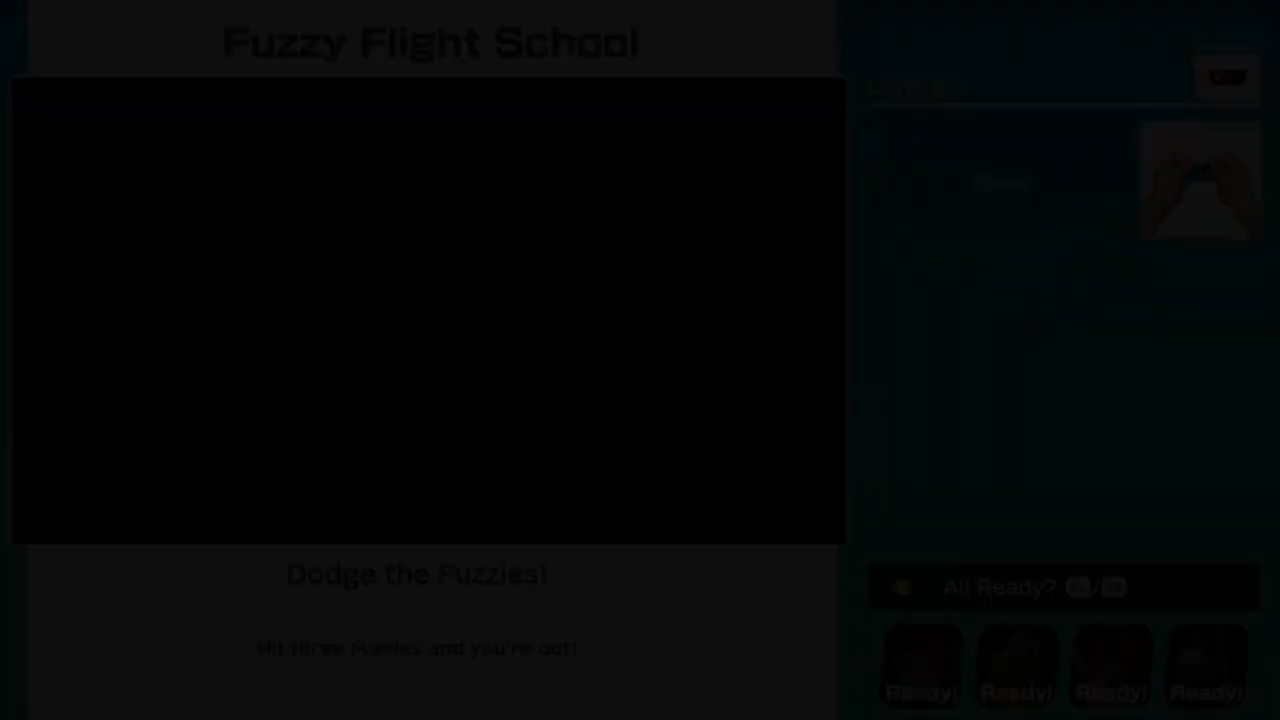 Fuzzy Flight School
Dodge the Fuzzies!
Hit three Fuzzies and you're out!
All Ready?
Ready! Ready! Ready! Ready!